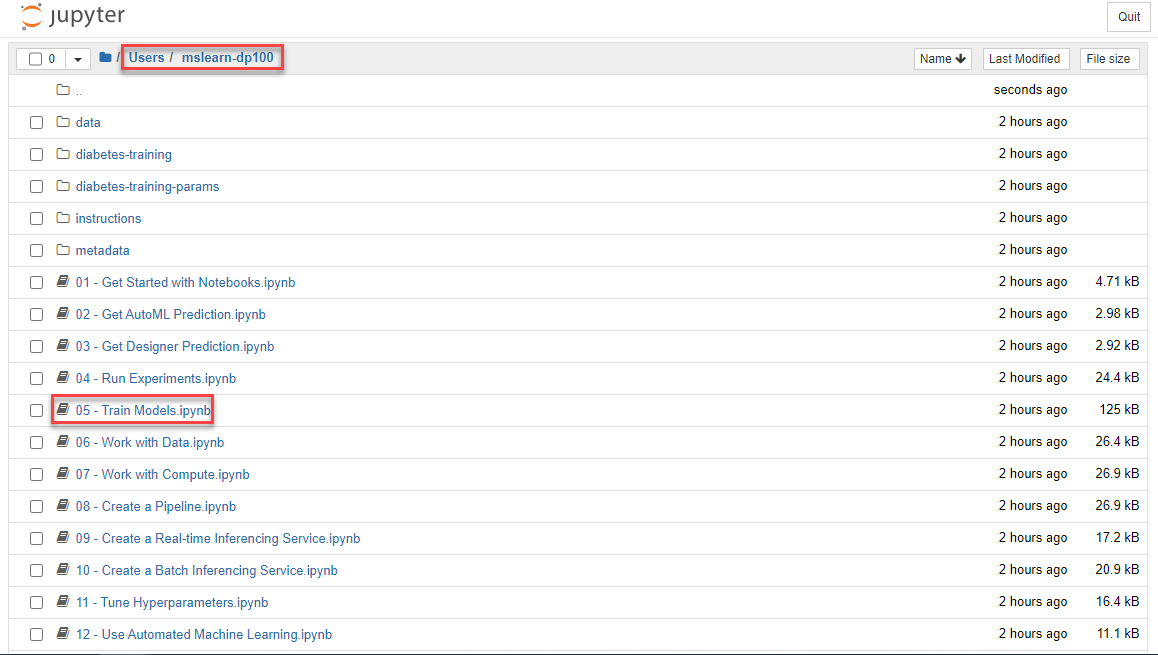 jupyter
Quit
0 / Users / mslearn-dp100 Name Last Modified File size
.. seconds ago
data 2 hours ago
diabetes-training 2 hours ago
diabetes-training-params 2 hours ago
instructions 2 hours ago
metadata 2 hours ago
01 - Get Started with Notebooks.ipynb 2 hours ago 4.71 kB
02 - Get AutoML Prediction.ipynb 2 hours ago 2.98 kB
03 - Get Designer Prediction.ipynb 2 hours ago 2.92 kB
04 - Run Experiments.ipynb 2 hours ago 24.4 kB
05 - Train Models.ipynb 2 hours ago 125 kB
06 - Work with Data.ipynb 2 hours ago 26.4 kB
07 - Work with Compute.ipynb 2 hours ago 26.9 kB
08 - Create a Pipeline.ipynb 2 hours ago 26.9 kB
09 - Create a Real-time Inferencing Service.ipynb 2 hours ago 17.2 kB
10 - Create a Batch Inferencing Service.ipynb 2 hours ago 20.9 kB
11 - Tune Hyperparameters.ipynb 2 hours ago 16.4 kB
12 - Use Automated Machine Learning.ipynb 2 hours ago 11.1 kB